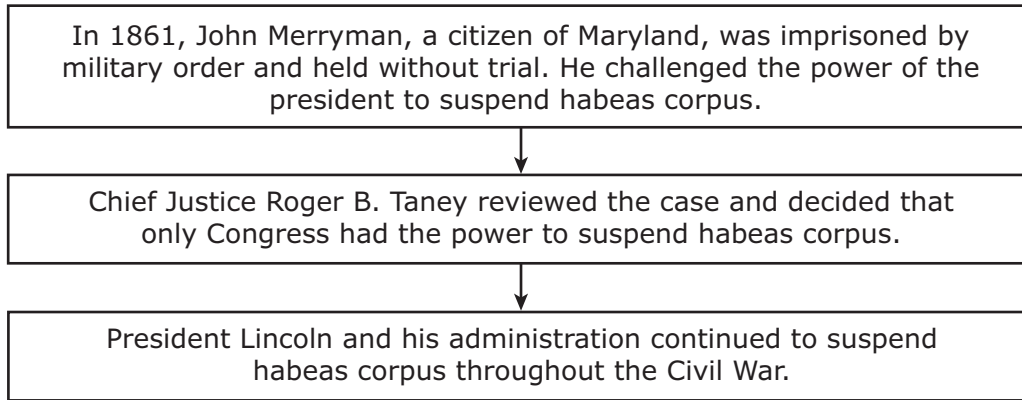 In 1861, John Merryman, a citizen of Maryland, was imprisoned by
military order and held without trial. He challenged the power of the
president to suspend habeas corpus.
Chief Justice Roger B. Taney reviewed the case and decided that
only Congress had the power to suspend habeas corpus.
President Lincoln and his administration continued to suspend
habeas corpus throughout the Civil War.